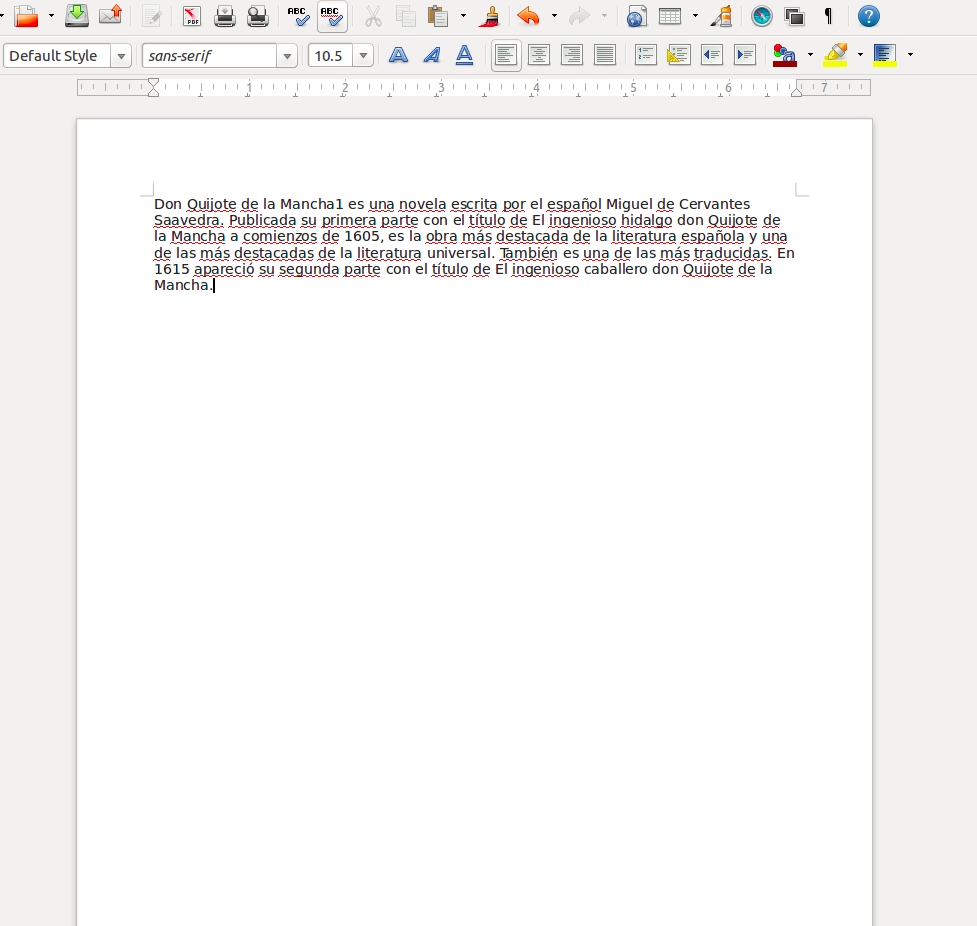 ABC ABC
Default Style sans-serif 10.5
1 2 3 4 5 6 7
Don Quijote de la Mancha1 es una novela escrita por el español Miguel de Cervantes
Saavedra. Publicada su primera parte con el título de El ingenioso hidalgo don Quijote de
la Mancha a comienzos de 1605, es la obra más destacada de la literatura española y una
de las más destacadas de la literatura universal. También es una de las más traducidas. En
1615 apareció su segunda parte con el título de El ingenioso caballero don Quijote de la
Mancha.